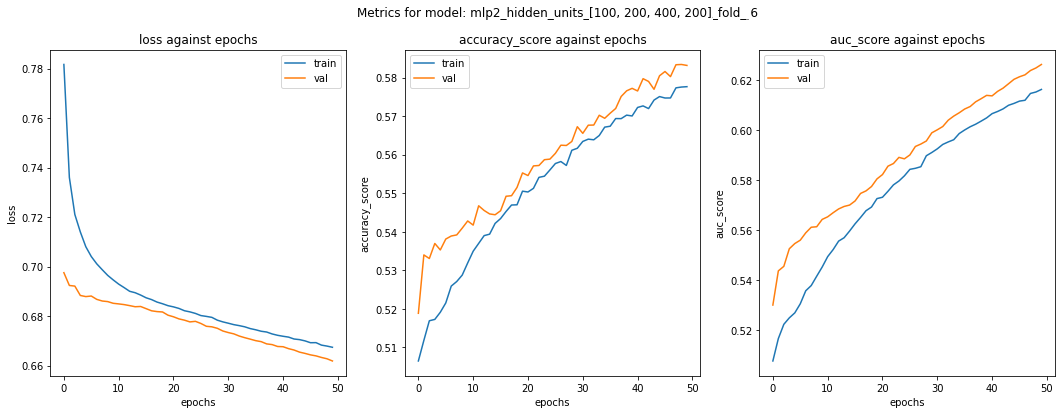 Metrics for model: mlp2_hidden_units_[100, 200, 400, 200]_fold_.6
loss against epochs
train
val
0.78
0.76
0.74
0.72
0.70
0.68
0.66
loss
0 10 20 30 40 50
epochs
accuracy_score against epochs
train
val
0.58
0.57
0.56
0.55
0.54
0.53
0.52
0.51
accuracy_score
0 10 20 30 40 50
epochs
auc_score against epochs
train
val
0.62
0.60
0.58
0.56
0.54
0.52
auc_score
0 10 20 30 40 50
epochs